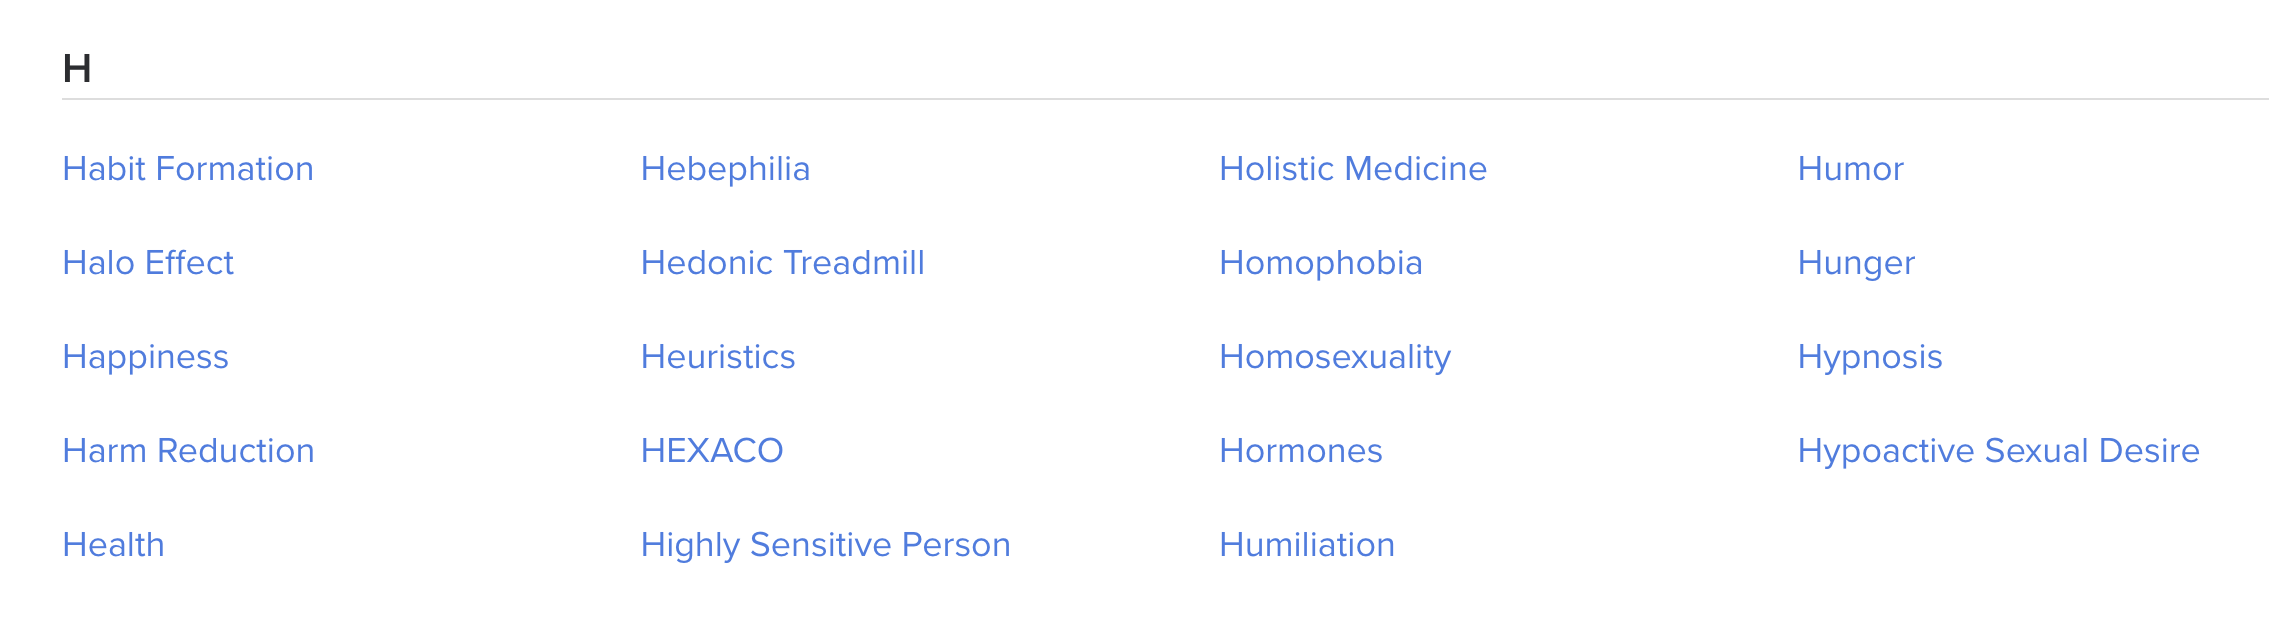 H
Habit Formation
Halo Effect
Happiness
Harm Reduction
Health
Hebephilia
Hedonic Treadmill
Heuristics
HEXACO
Highly Sensitive Person
Holistic Medicine
Homophobia
Homosexuality
Hormones
Humiliation
Humor
Hunger
Hypnosis
Hypoactive Sexual Desire